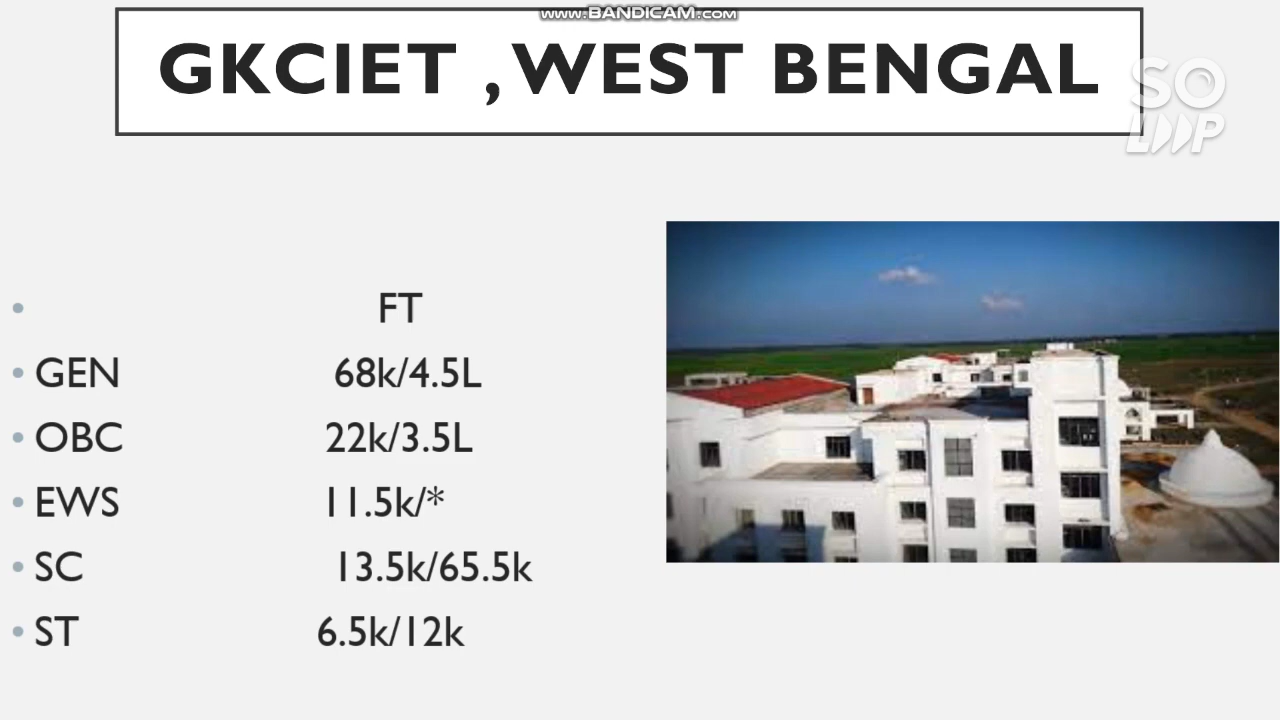 www.BANDICAM.com
GKCIET ,WEST BENGAL
SO
LOOP
FT
GEN 68k/4.5L
OBC 22k/3.5L
EWS 11.5k/*
SC 13.5k/65.5k
ST 6.5k/12k